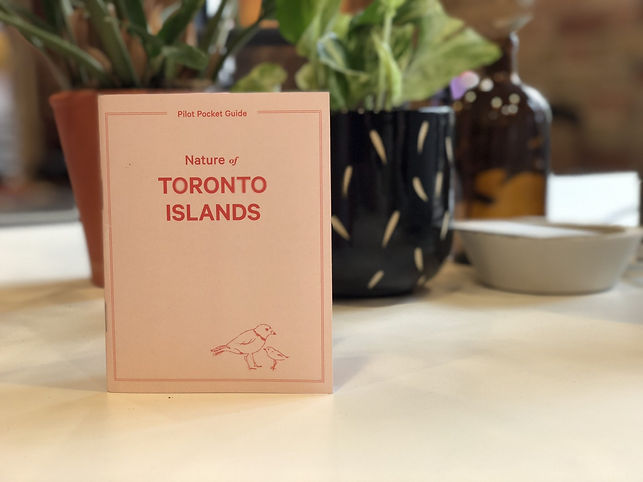 Pilot Pocket Guide
Nature of
TORONTO
ISLANDS